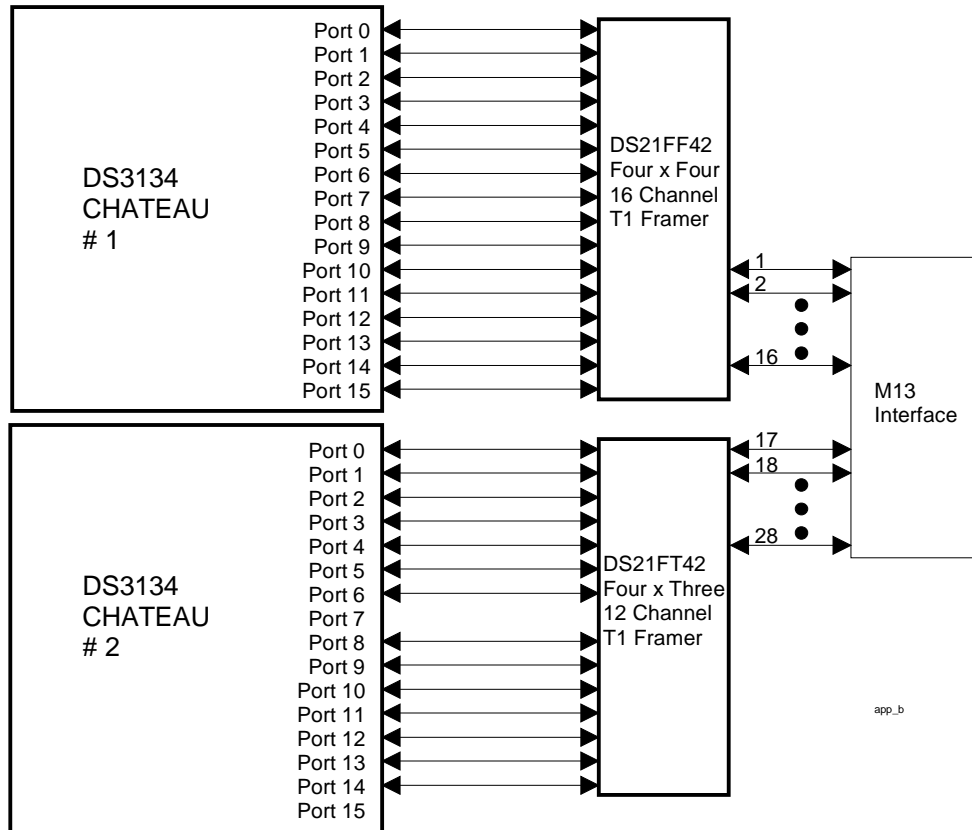 DS3134
CHATEAU
# 1
Port 0
Port 1
Port 2
Port 3
Port 4
Port 5
Port 6
Port 7
Port 8
Port 9
Port 10
Port 11
Port 12
Port 13
Port 14
Port 15
DS21FF42
Four x Four
16 Channel
T1 Framer
1
2
16
M13
Interface
17
18
28
DS3134
CHATEAU
# 2
Port 0
Port 1
Port 2
Port 3
Port 4
Port 5
Port 6
Port 7
Port 8
Port 9
Port 10
Port 11
Port 12
Port 13
Port 14
Port 15
DS21FT42
Four x Three
12 Channel
T1 Framer
app_b